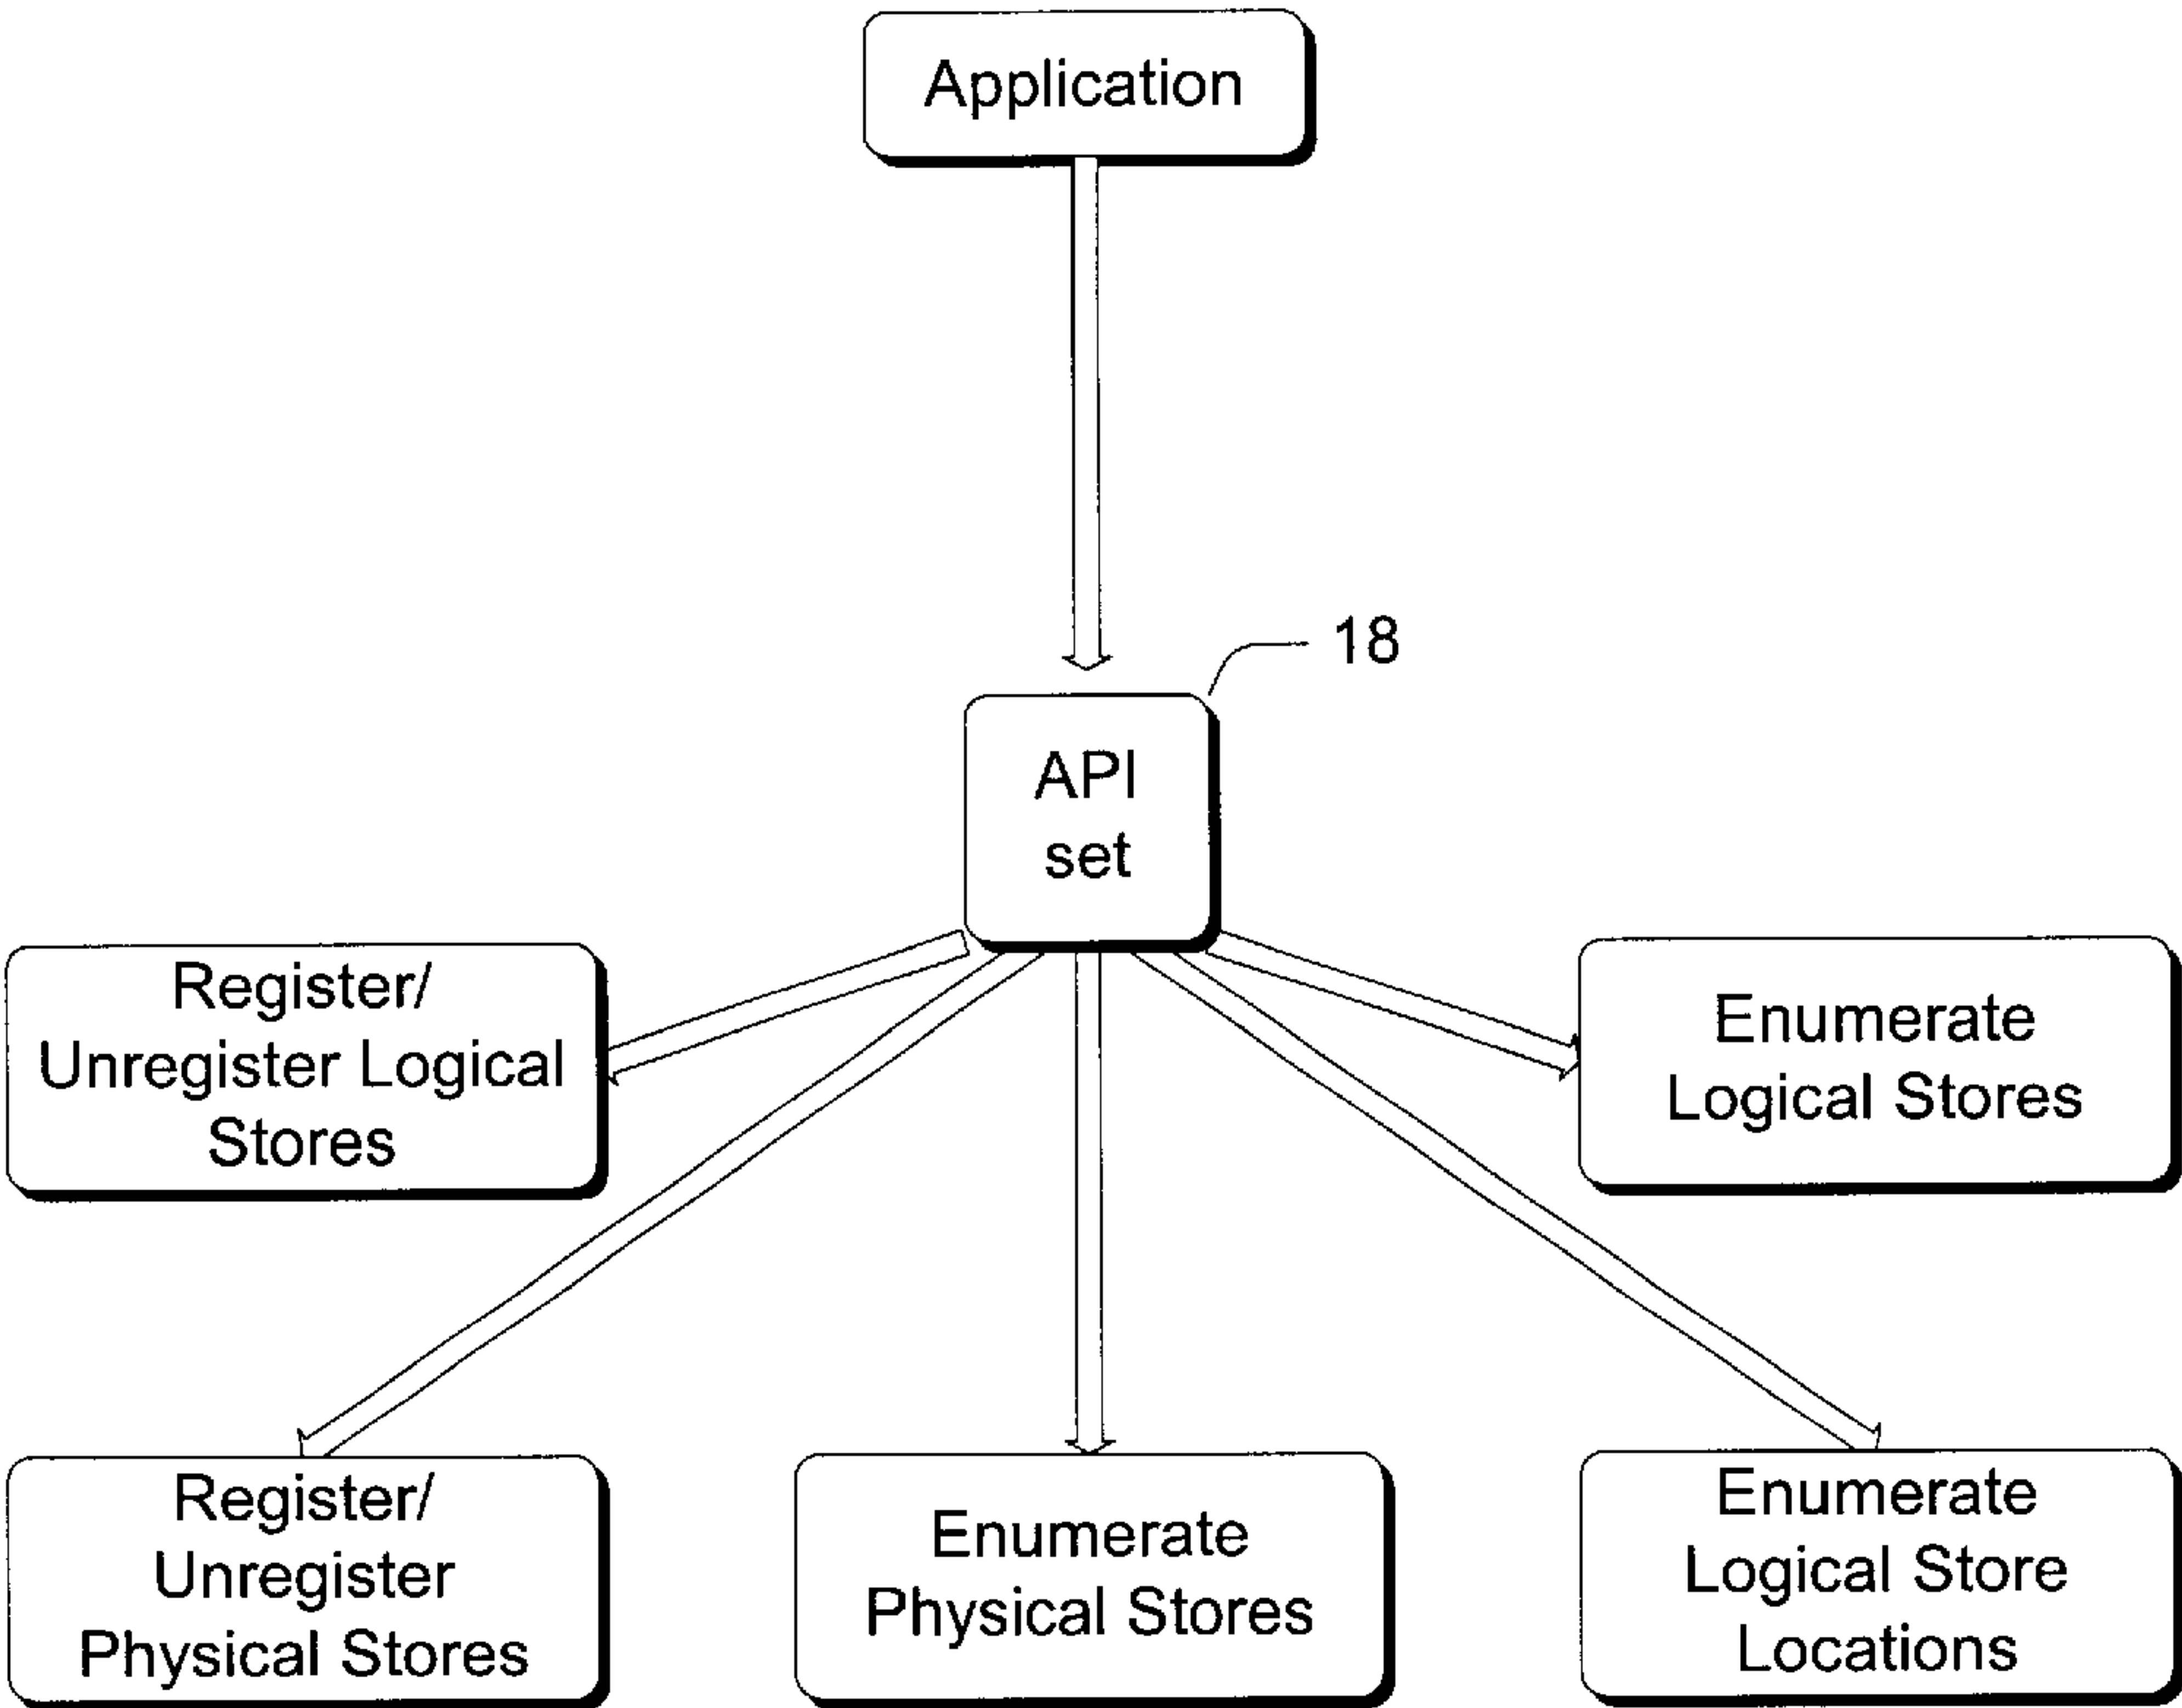 Application
18
API
set
Register/
Unregister Logical
Stores
Enumerate
Logical Stores
Register/
Unregister
Physical Stores
Enumerate
Physical Stores
Enumerate
Logical Store
Locations